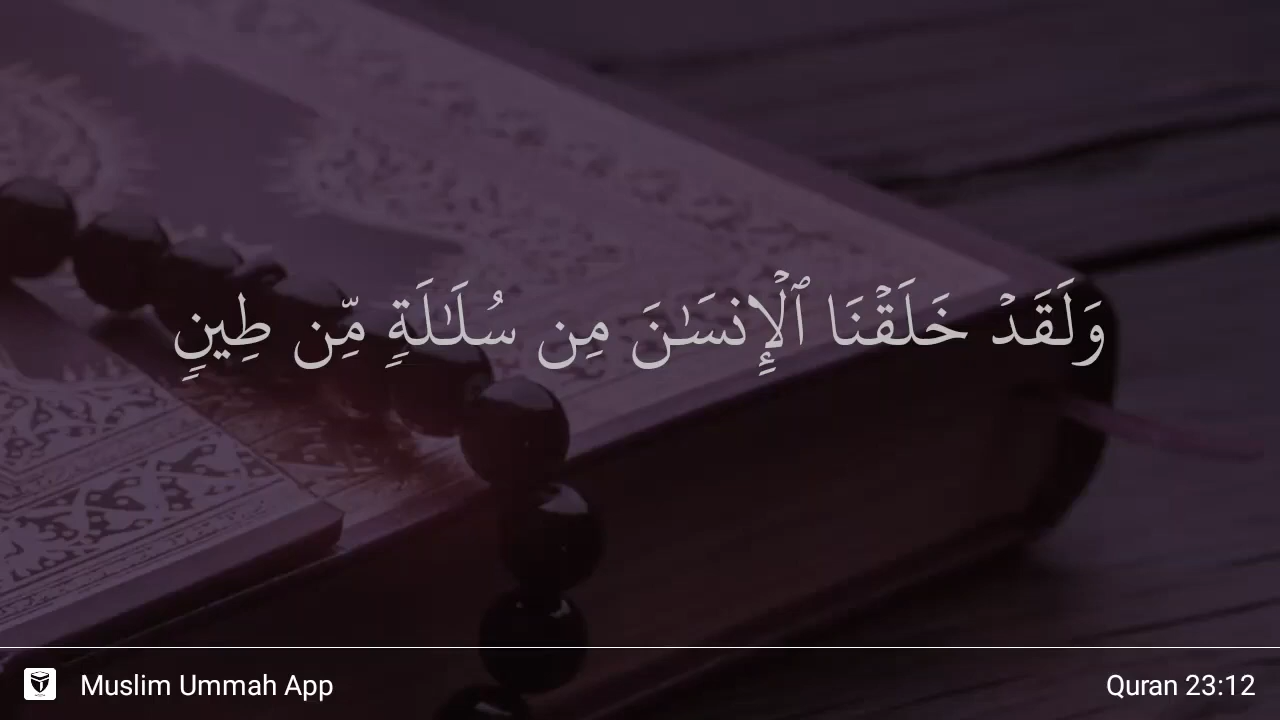 وَلَقَدْ خَلَقْنَا ٱلْإِنسَـٰنَ مِن سُلَـٰلَةٍ مِّن طِينٍ
Muslim Ummah App
Quran 23:12